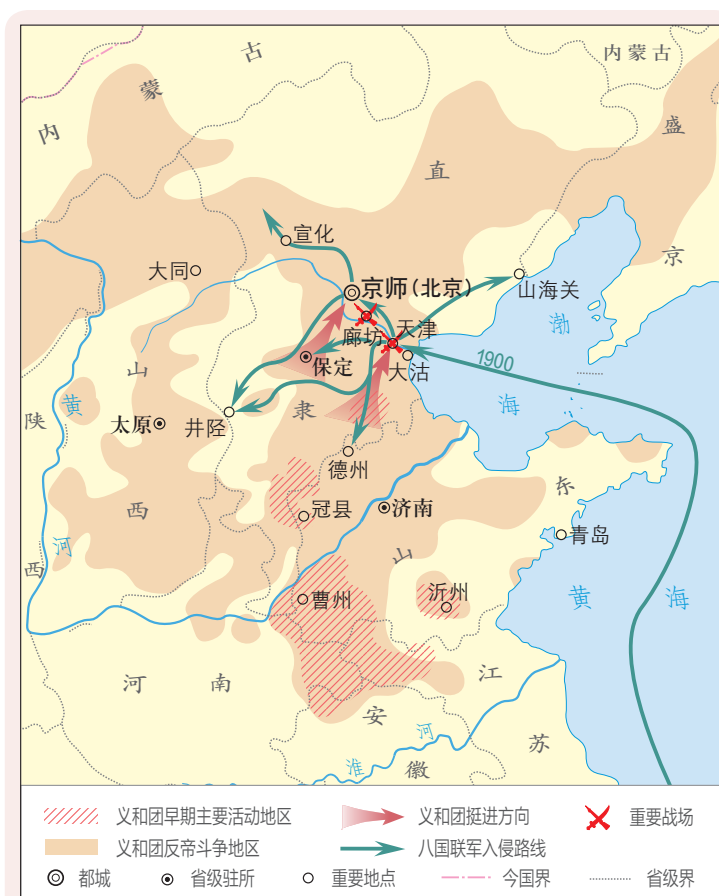 内蒙古
内蒙古
盛京
直隶
宣化
大同
京师(北京)
山海关
廊坊
天津
大沽
保定
渤海
1900
山西
陕西
黄河
太原
井陉
德州
冠县
济南
山东
青岛
曹州
沂州
黄海
河南
江苏
安徽
淮河
义和团早期主要活动地区
义和团挺进方向
重要战场
义和团反帝斗争地区
八国联军入侵路线
都城
省级驻所
重要地点
今国界
省级界